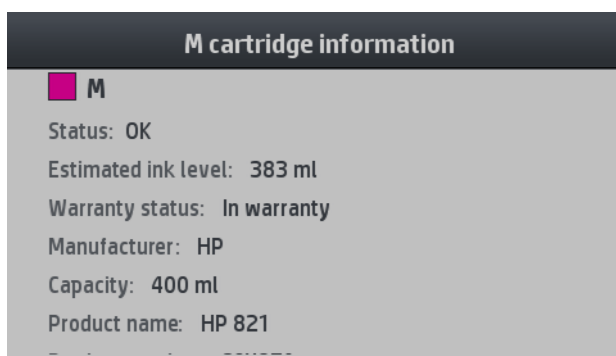 M cartridge information
M
Status: OK
Estimated ink level: 383 ml
Warranty status: In warranty
Manufacturer: HP
Capacity: 400 ml
Product name: HP 821